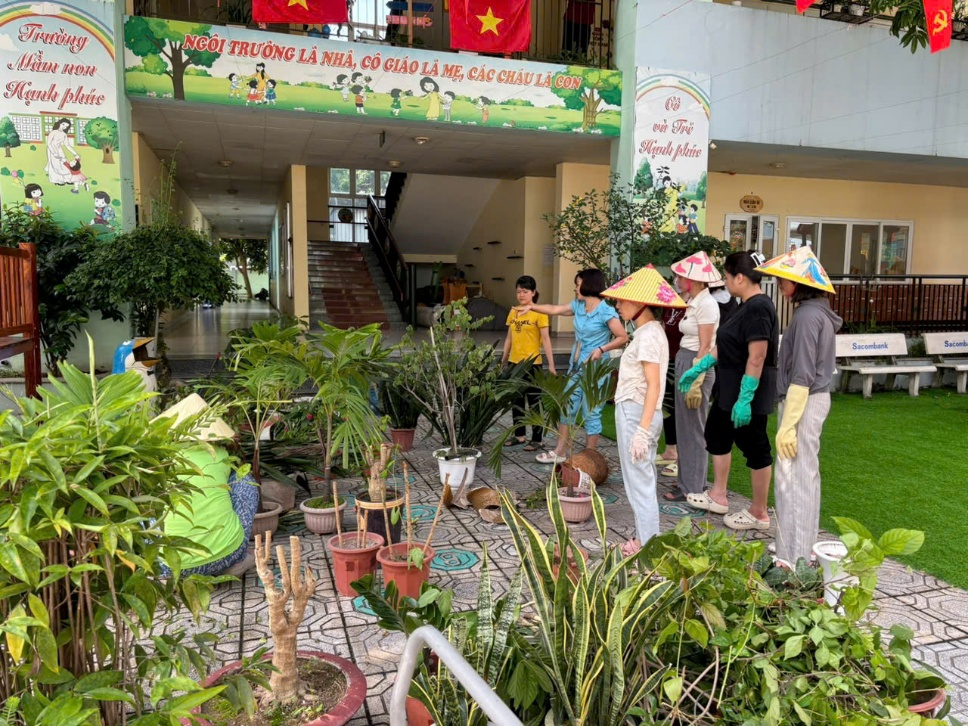 Trường
Mầm non
Hạnh phúc
NGÔI TRƯỜNG LÀ NHÀ, CÔ GIÁO LÀ MẸ, CÁC CHÁU LÀ CON
Cô
và Trẻ
Hạnh phúc
Sacombank
Sacombank